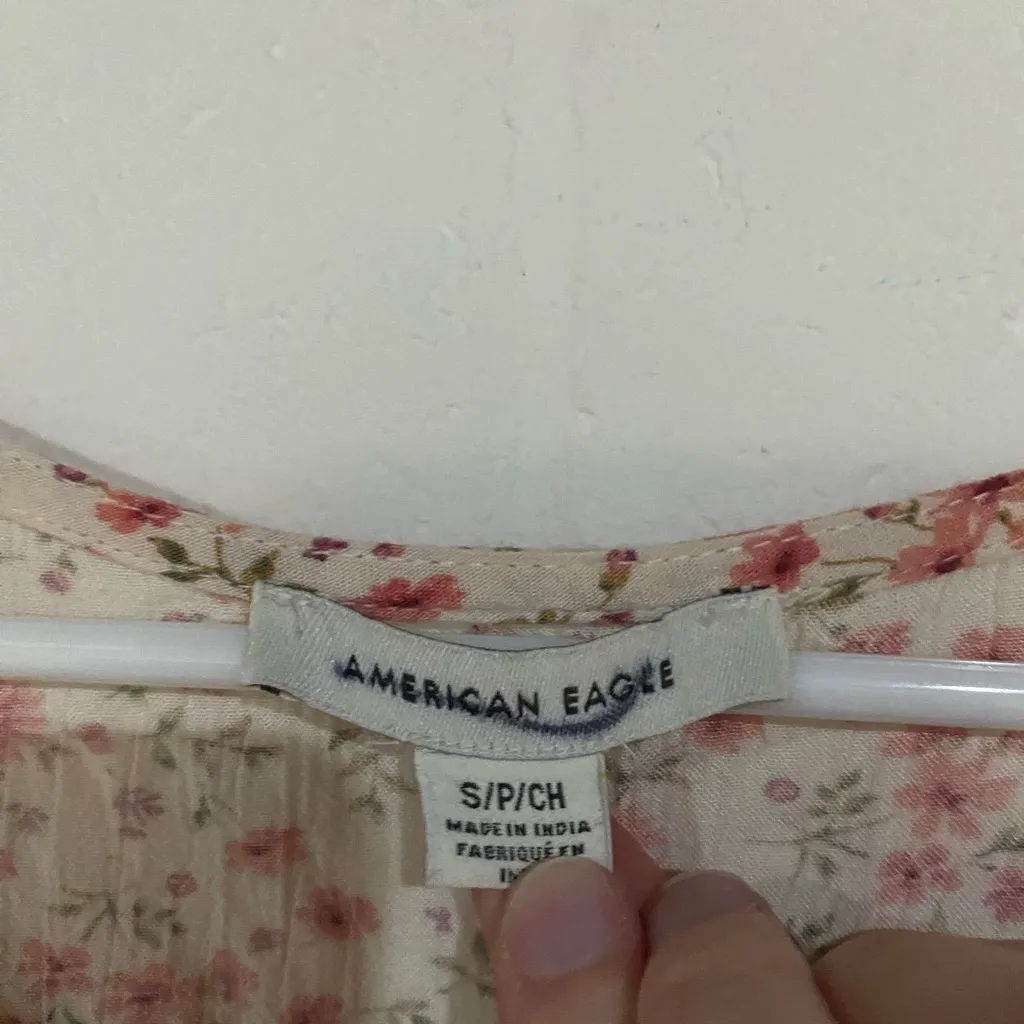 AMERICAN EAGLE
S/P/CH
MADE IN INDIA
FABRIQUÉ EN